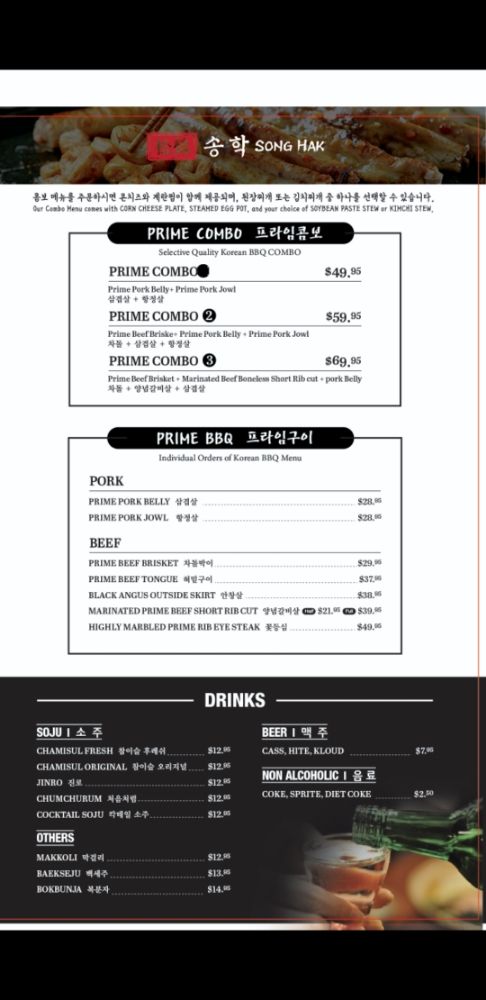 송학 SONG HAK
콤보 메뉴를 주문하시면 콘치즈와 계란찜이 함께 제공되며, 된장찌개 또는 김치찌개 중 하나를 선택할 수 있습니다.
Our Combo Menu comes with CORN CHEESE PLATE, STEAMED EGG POT, and your choice of SOYBEAN PASTE STEW or KIMCHI STEW.
PRIME COMBO 프라임콤보
Selective Quality Korean BBQ COMBO
PRIME COMBO $49.95
Prime Pork Belly+ Prime Pork Jowl
삼겹살 + 항정살
PRIME COMBO 2 $59.95
Prime Beef Briske+ Prime Pork Belly + Prime Pork Jowl
차돌 + 삼겹살 + 항정살
PRIME COMBO 3 $69.95
Prime Beef Brisket + Marinated Beef Boneless Short Rib cut + pork Belly
차돌 + 양념갈비살 + 삼겹살
PRIME BBQ 프라임구이
Individual Orders of Korean BBQ Menu
PORK
PRIME PORK BELLY 삼겹살 $28.95
PRIME PORK JOWL 항정살 $28.95
BEEF
PRIME BEEF BRISKET 차돌박이 $29.95
PRIME BEEF TONGUE 혀밑구이 $37.95
BLACK ANGUS OUTSIDE SKIRT 안창살 $38.95
MARINATED PRIME BEEF SHORT RIB CUT 양념갈비살 Half $21.95 Full $39.95
HIGHLY MARBLED PRIME RIB EYE STEAK 꽃등심 $49.95
DRINKS
SOJU | 소 주
CHAMISUL FRESH 참이슬 후레쉬 $12.95
CHAMISUL ORIGINAL 참이슬 오리지널 $12.95
JINRO 진로 $12.95
CHUMCHURUM 처음처럼 $12.95
COCKTAIL SOJU 칵테일 소주 $12.95
OTHERS
MAKKOLI 막걸리 $12.95
BAEKSEJU 백세주 $13.95
BOKBUNJA 복분자 $14.95
BEER | 맥 주
CASS, HITE, KLOUD $7.95
NON ALCOHOLIC | 음 료
COKE, SPRITE, DIET COKE $2.50